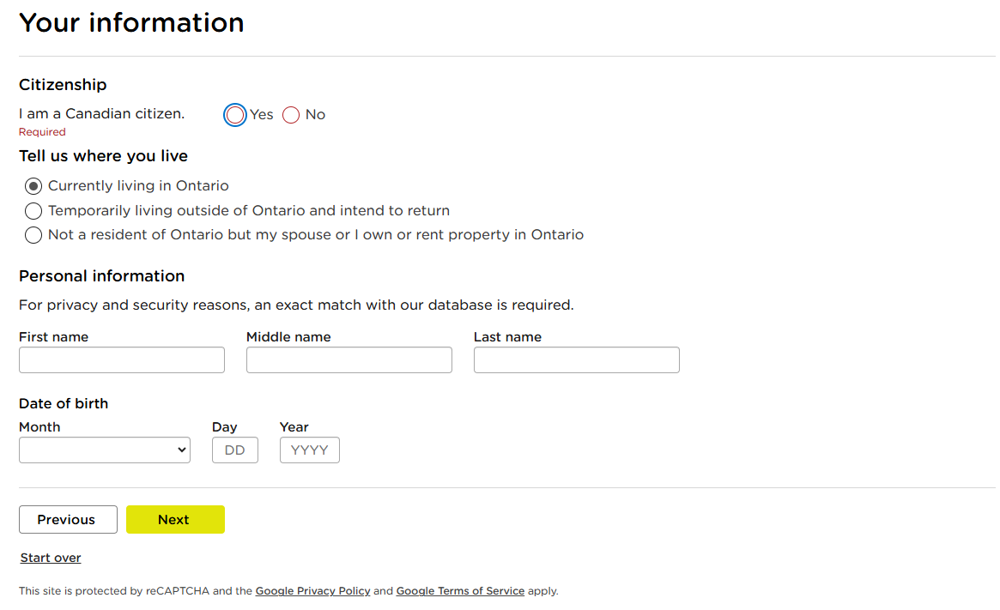 Your information
Citizenship
I am a Canadian citizen. Yes No
Required
Tell us where you live
Currently living in Ontario
Temporarily living outside of Ontario and intend to return
Not a resident of Ontario but my spouse or I own or rent property in Ontario
Personal information
For privacy and security reasons, an exact match with our database is required.
First name Middle name Last name
Date of birth
Month Day Year
DD YYYY
Previous Next
Start over
This site is protected by reCAPTCHA and the Google Privacy Policy and Google Terms of Service apply.